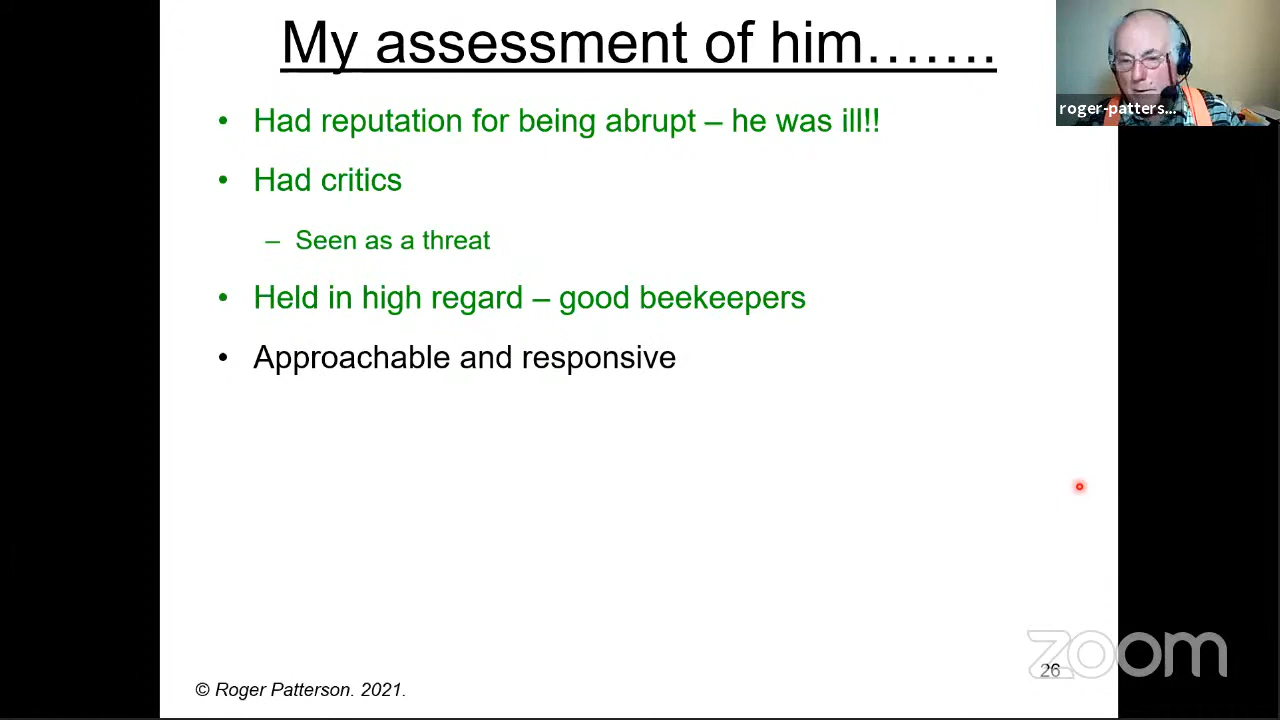 My assessment of him.......
roger-patters...
• Had reputation for being abrupt – he was ill!!
• Had critics
– Seen as a threat
• Held in high regard – good beekeepers
• Approachable and responsive
zoom
26
© Roger Patterson. 2021.